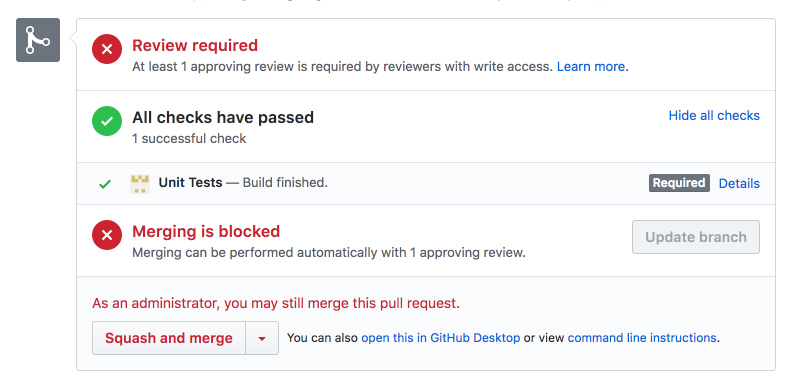 Review required
At least 1 approving review is required by reviewers with write access. Learn more.
All checks have passed
Hide all checks
1 successful check
Unit Tests — Build finished.
Required
Details
Merging is blocked
Update branch
Merging can be performed automatically with 1 approving review.
As an administrator, you may still merge this pull request.
Squash and merge
You can also open this in GitHub Desktop or view command line instructions.